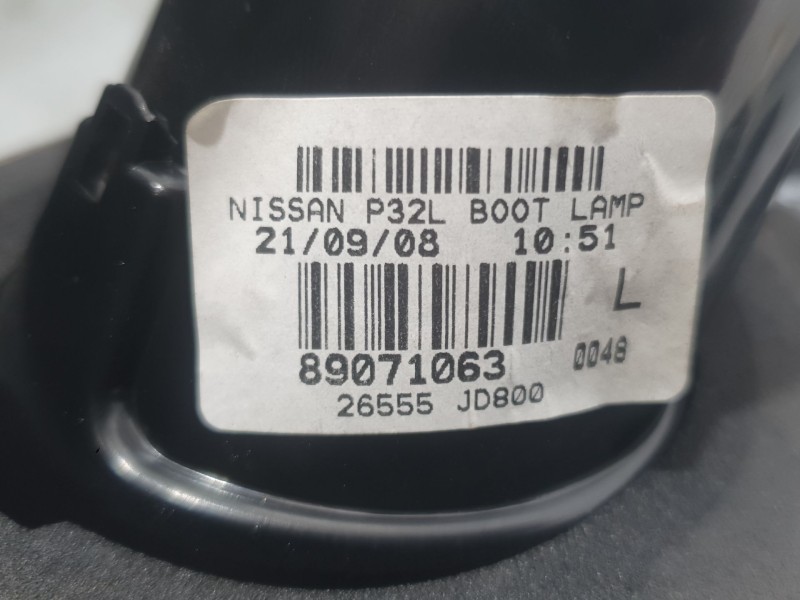 NISSAN P32L BOOT LAMP
21/09/08 10:51
L
89071063 0048
26555 JD800